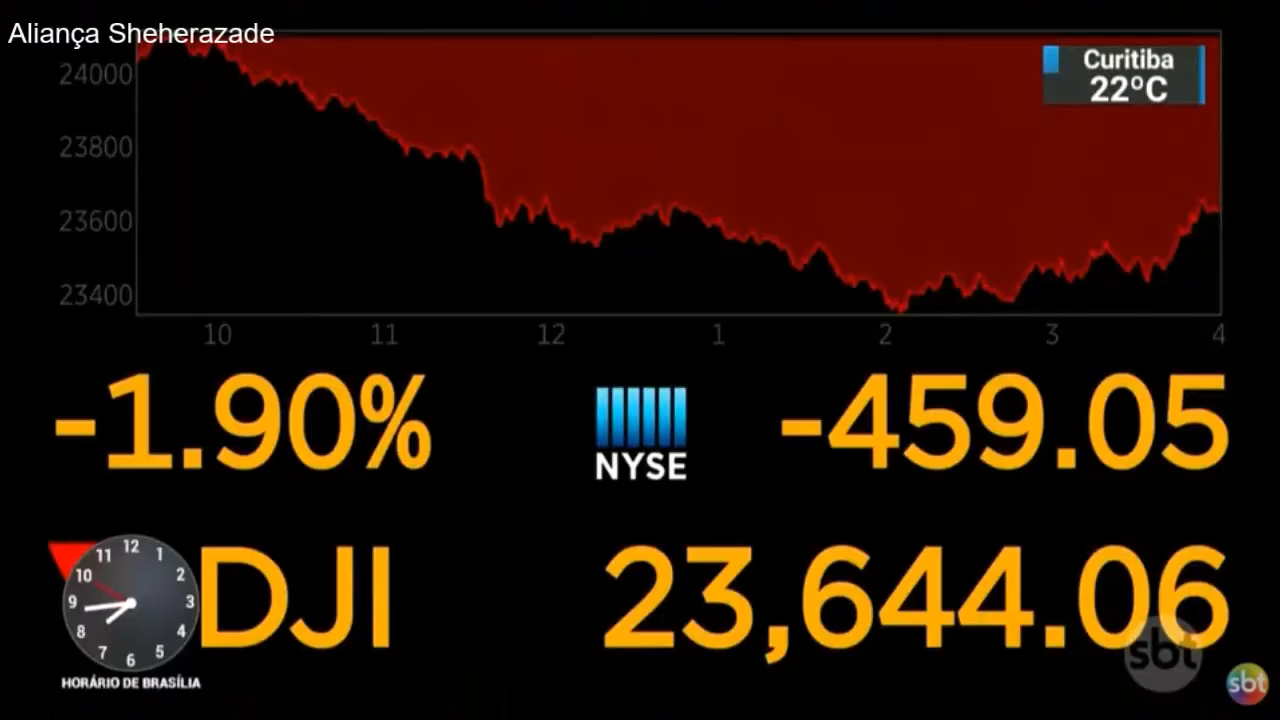 Aliança Sheherazade
Curitiba
22ºC
24000
23800
23600
23400
10 11 12 1 2 3 4
-1.90%
NYSE
-459.05
DJI
23,644.06
12
1
2
3
4
5
6
7
8
9
10
11
HORÁRIO DE BRASÍLIA
sbt
sbt